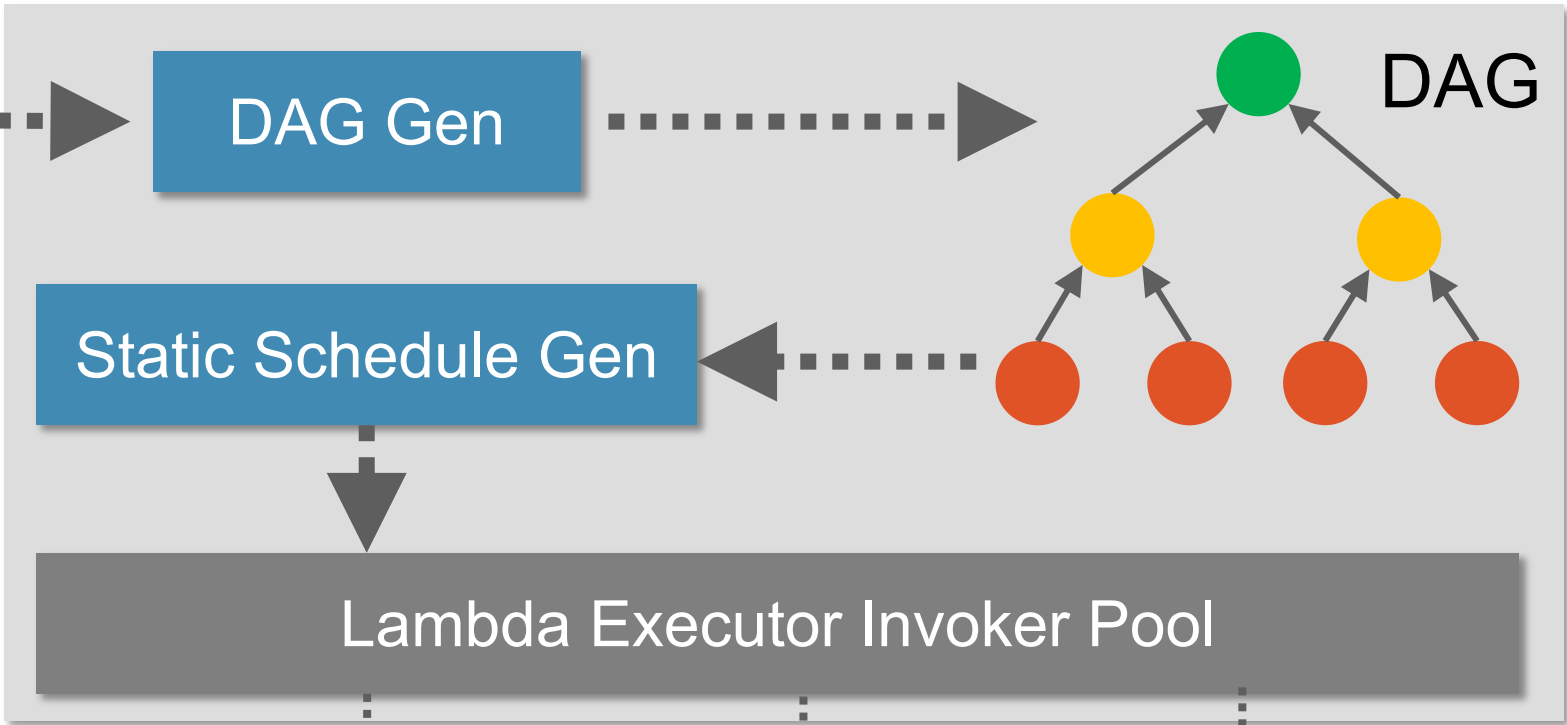 DAG Gen
DAG
Static Schedule Gen
Lambda Executor Invoker Pool